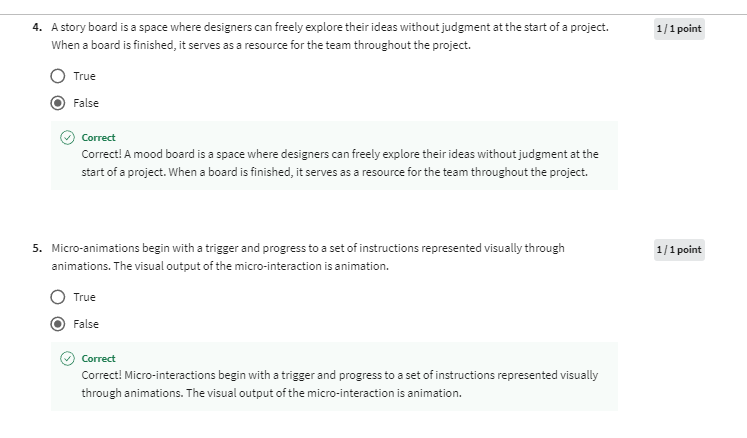 4. A story board is a space where designers can freely explore their ideas without judgment at the start of a project.
1 / 1 point
When a board is finished, it serves as a resource for the team throughout the project.
True
False
Correct
Correct! A mood board is a space where designers can freely explore their ideas without judgment at the
start of a project. When a board is finished, it serves as a resource for the team throughout the project.
5. Micro-animations begin with a trigger and progress to a set of instructions represented visually through
1 / 1 point
animations. The visual output of the micro-interaction is animation.
True
False
Correct
Correct! Micro-interactions begin with a trigger and progress to a set of instructions represented visually
through animations. The visual output of the micro-interaction is animation.